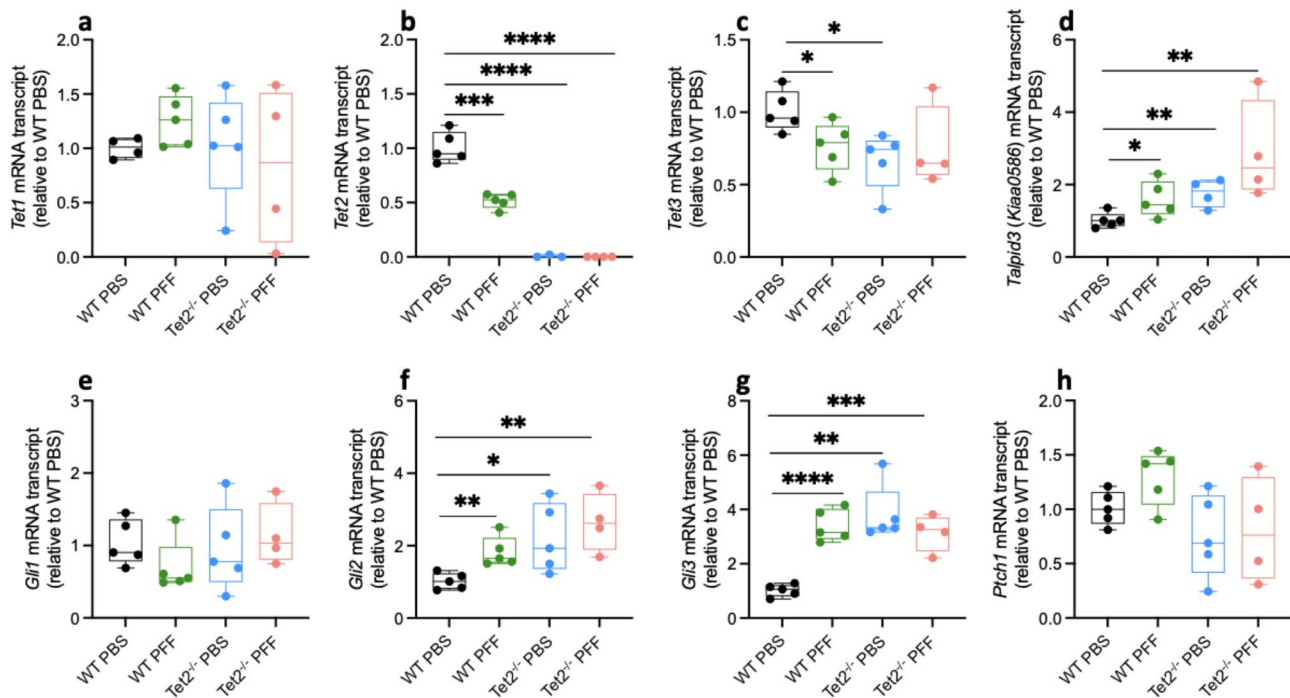 a
Tet1 mRNA transcript
(relative to WT PBS)
2.0
1.5
1.0
0.5
0.0
WT PBS
WT PFF
Tet2-/- PBS
Tet2-/- PFF
b
Tet2 mRNA transcript
(relative to WT PBS)
2.0
1.5
1.0
0.5
0.0
****
****
***
WT PBS
WT PFF
Tet2-/- PBS
Tet2-/- PFF
c
Tet3 mRNA transcript
(relative to WT PBS)
1.5
1.0
0.5
0.0
*
*
WT PBS
WT PFF
Tet2-/- PBS
Tet2-/- PFF
d
Talpid3 (Kiaa0586) mRNA transcript
(relative to WT PBS)
6
4
2
0
**
**
*
WT PBS
WT PFF
Tet2-/- PBS
Tet2-/- PFF
e
Gli1 mRNA transcript
(relative to WT PBS)
3
2
1
0
WT PBS
WT PFF
Tet2-/- PBS
Tet2-/- PFF
f
Gli2 mRNA transcript
(relative to WT PBS)
6
4
2
0
**
*
**
WT PBS
WT PFF
Tet2-/- PBS
Tet2-/- PFF
g
Gli3 mRNA transcript
(relative to WT PBS)
8
6
4
2
0
***
**
****
WT PBS
WT PFF
Tet2-/- PBS
Tet2-/- PFF
h
Ptch1 mRNA transcript
(relative to WT PBS)
2.0
1.5
1.0
0.5
0.0
WT PBS
WT PFF
Tet2-/- PBS
Tet2-/- PFF